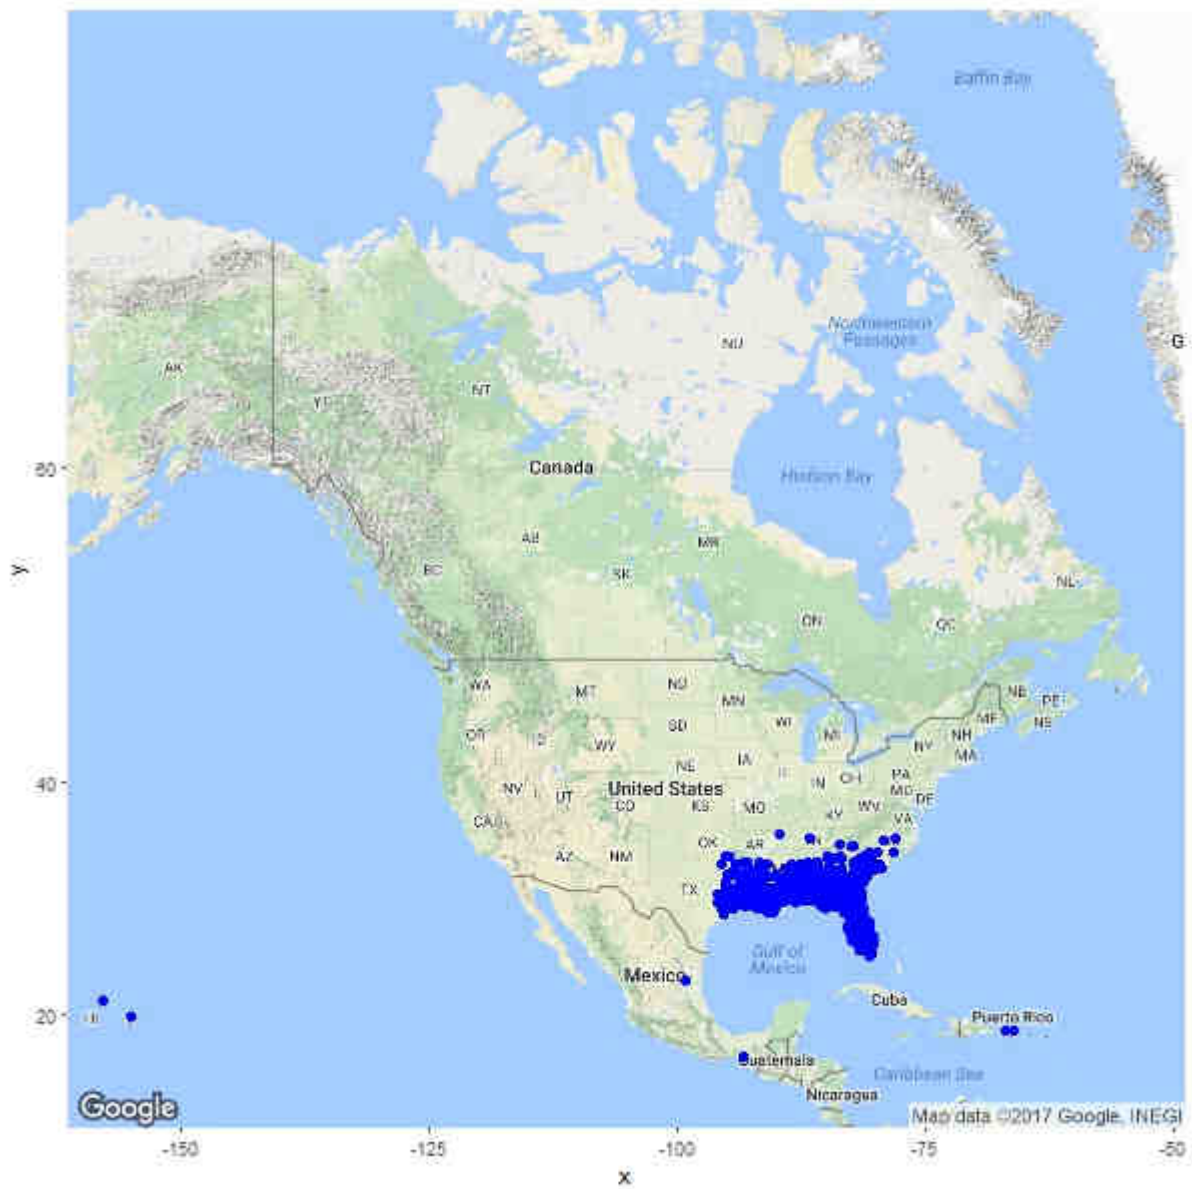 Baffin Bay
Northwestern
Passages
NU
G
AK
YT
NT
60
Canada
Hudson Bay
AB
MB
BC
SK
NL
ON
QC
WA
MT
ND
MN
NB
PE
OR
SD
WI
MI
ME
NS
WY
NY
NH
MA
NE
IA
40
NV
UT
United States
IN
OH
PA
MD
DE
CO
KS
MO
WV
KY
VA
CA
AZ
NM
OK
AR
TX
Gulf of
Mexico
Mexico
Cuba
20
Puerto Rico
Guatemala
Caribbean Sea
Nicaragua
Google
Map data ©2017 Google, INEGI
-150
-125
-100
-75
-50
x
y